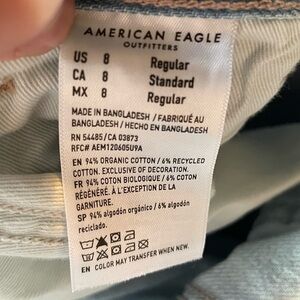 AMERICAN EAGLE
OUTFITTERS
US 8 Regular
CA 8 Standard
MX 8 Regular
MADE IN BANGLADESH / FABRIQUÉ AU
BANGLADESH / HECHO EN BANGLADESH
RN 54485/CA 03873
RFC# AEM120605U9A
EN 94% ORGANIC COTTON / 6% RECYCLED
COTTON. EXCLUSIVE OF DECORATION.
FR 94% COTON BIOLOGIQUE / 6% COTON
RÉGÉNÉRÉ. À L'EXCEPTION DE LA
GARNITURE.
SP 94% algodón orgánico / 6% algodón
reciclado.
EN COLOR MAY TRANSFER WHEN NEW.